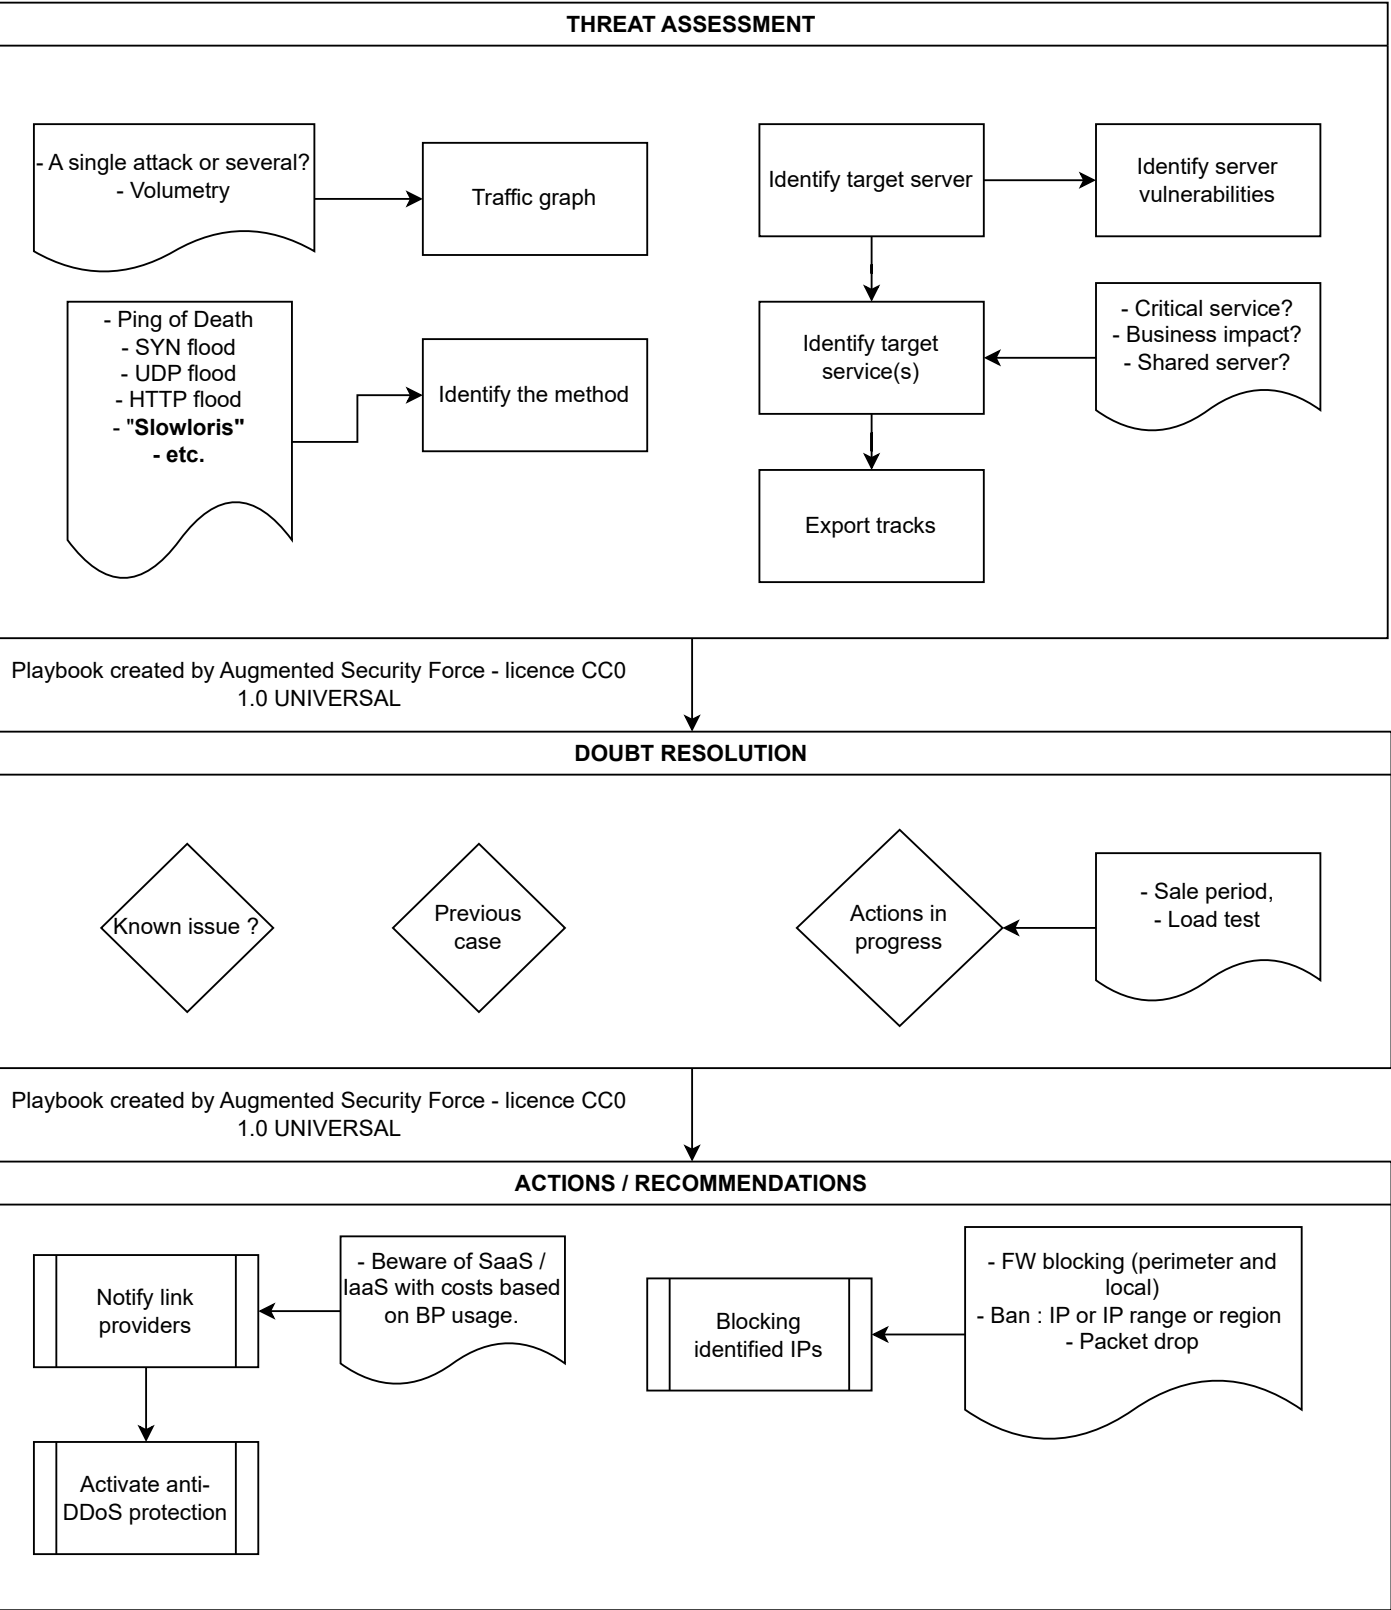 THREAT ASSESSMENT
- A single attack or several?
- Volumetry
Traffic graph
Identify target server
Identify server
vulnerabilities
- Ping of Death
- SYN flood
- UDP flood
- HTTP flood
- "Slowloris"
- etc.
Identify the method
Identify target
service(s)
- Critical service?
- Business impact?
- Shared server?
Export tracks
Playbook created by Augmented Security Force - licence CC0
1.0 UNIVERSAL
DOUBT RESOLUTION
Known issue ?
Previous
case
Actions in
progress
- Sale period,
- Load test
Playbook created by Augmented Security Force - licence CC0
1.0 UNIVERSAL
ACTIONS / RECOMMENDATIONS
Notify link
providers
- Beware of SaaS /
IaaS with costs based
on BP usage.
Blocking
identified IPs
- FW blocking (perimeter and
local)
- Ban : IP or IP range or region
- Packet drop
Activate anti-
DDoS protection